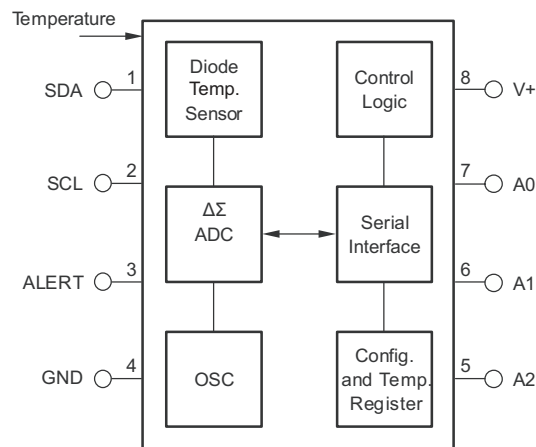 Temperature
1
SDA
Diode
Temp.
Sensor
Control
Logic
8
V+
2
SCL
ΔΣ
ADC
Serial
Interface
7
A0
3
ALERT
6
A1
4
GND
OSC
Config.
and Temp.
Register
5
A2